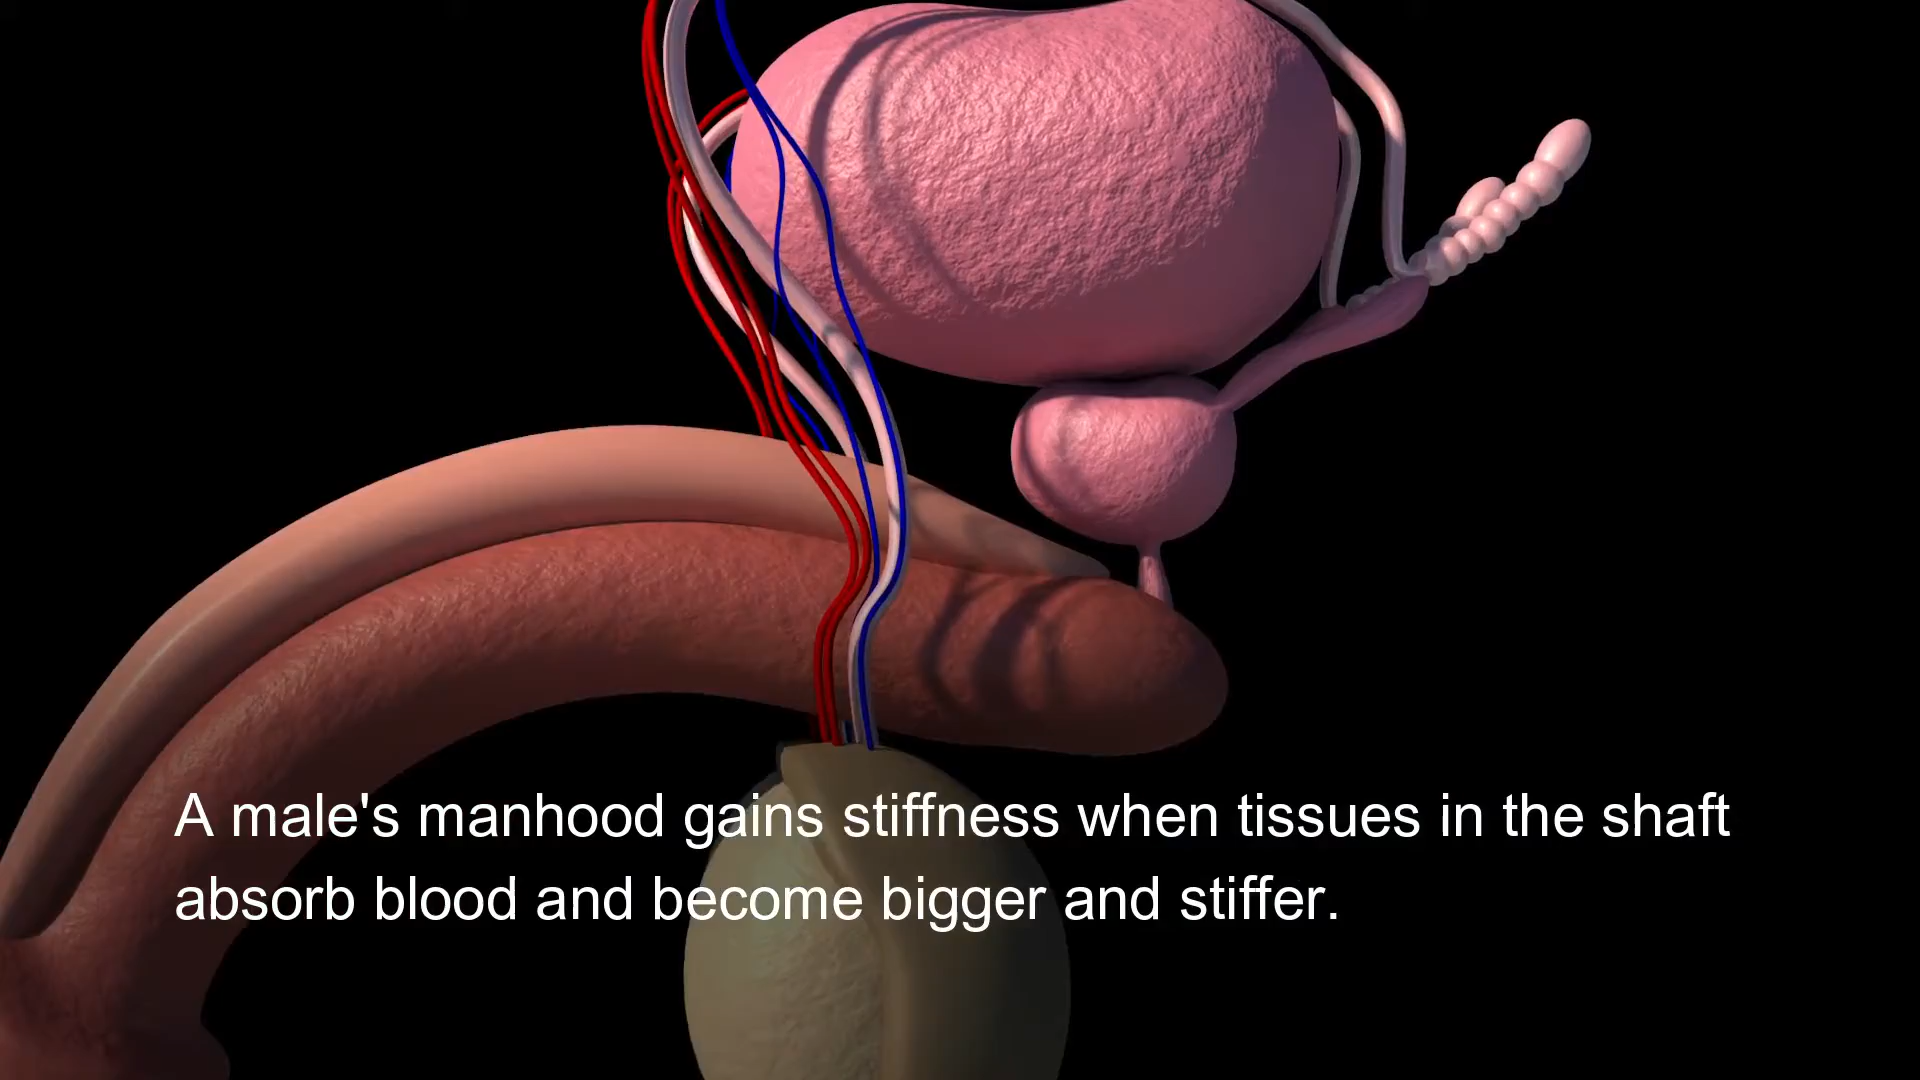 A male's manhood gains stiffness when tissues in the shaft
absorb blood and become bigger and stiffer.